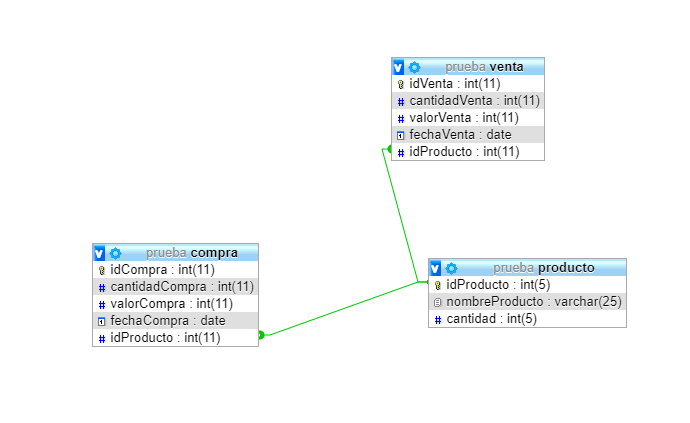 prueba venta
idVenta : int(11)
cantidadVenta : int(11)
valorVenta : int(11)
fechaVenta : date
idProducto : int(11)
prueba compra
idCompra : int(11)
cantidadCompra : int(11)
valorCompra : int(11)
fechaCompra : date
idProducto : int(11)
prueba producto
idProducto : int(5)
nombreProducto : varchar(25)
cantidad : int(5)